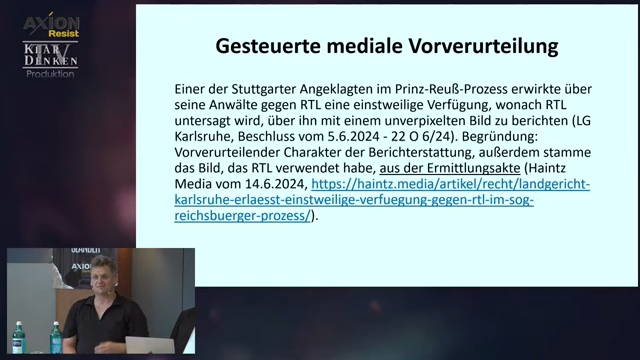 AXION
Resist
KLAR
TV
DENKEN
Produktion
Gesteuerte mediale Vorverurteilung
Einer der Stuttgarter Angeklagten im Prinz-Reuß-Prozess erwirkte über
seine Anwälte gegen RTL eine einstweilige Verfügung, wonach RTL
untersagt wird, über ihn mit einem unverpixelten Bild zu berichten (LG
Karlsruhe, Beschluss vom 5.6.2024 - 22 O 6/24). Begründung:
Vorverurteilender Charakter der Berichterstattung, außerdem stamme
das Bild, das RTL verwendet habe, aus der Ermittlungsakte (Haintz
Media vom 14.6.2024, https://haintz.media/artikel/recht/landgericht-
karlsruhe-erlaesst-einstweilige-verfuegung-gegen-rtl-im-sog-
reichsbuerger-prozess/).
AXION